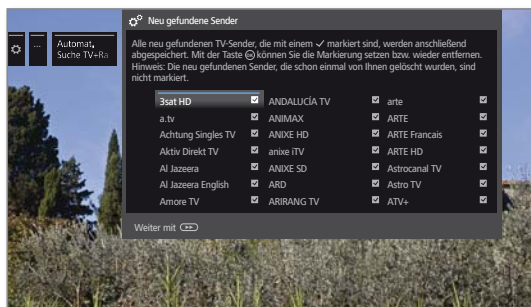 Neu gefundene Sender
...
Automat.
Suche TV+Ra
Alle neu gefundenen TV-Sender, die mit einem ✓ markiert sind, werden anschließend
abgespeichert. Mit der Taste OK können Sie die Markierung setzen bzw. wieder entfernen.
Hinweis: Die neu gefundenen Sender, die schon einmal von Ihnen gelöscht wurden, sind
nicht markiert.
3sat HD ANDALUCÍA TV arte
a.tv ANIMAX ARTE
Achtung Singles TV ANIXE HD ARTE Francais
Aktiv Direkt TV anixe iTV ARTE HD
Al Jazeera ANIXE SD Astrocanal TV
Al Jazeera English ARD Astro TV
Amore TV ARIRANG TV ATV+
Weiter mit